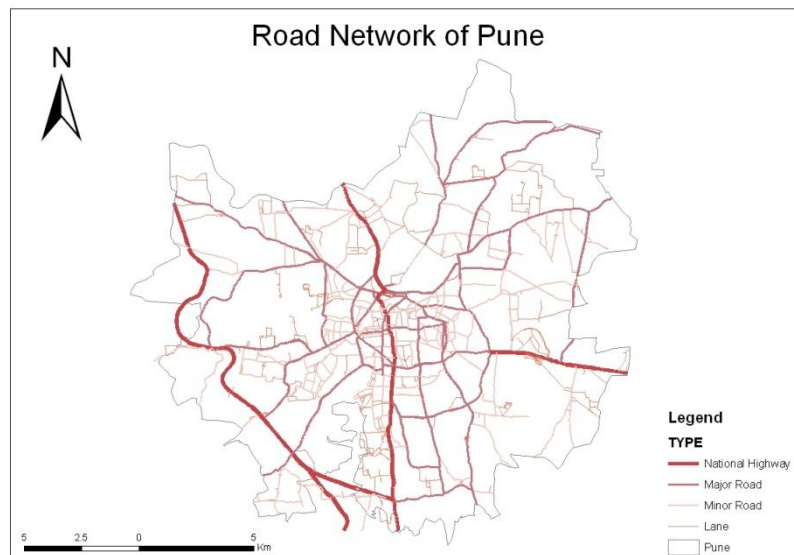 Road Network of Pune
N
Legend
TYPE
National Highway
Major Road
Minor Road
Lane
Pune
5 2.5 0 5
Km